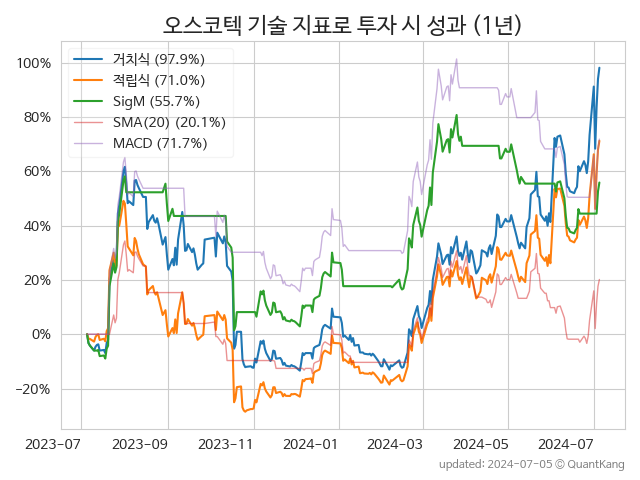 오스코텍 기술 지표로 투자 시 성과 (1년)
거치식 (97.9%)
적립식 (71.0%)
SigM (55.7%)
SMA(20) (20.1%)
MACD (71.7%)
100%
80%
60%
40%
20%
0%
−20%
2023-07 2023-09 2023-11 2024-01 2024-03 2024-05 2024-07
updated: 2024-07-05 © QuantKang